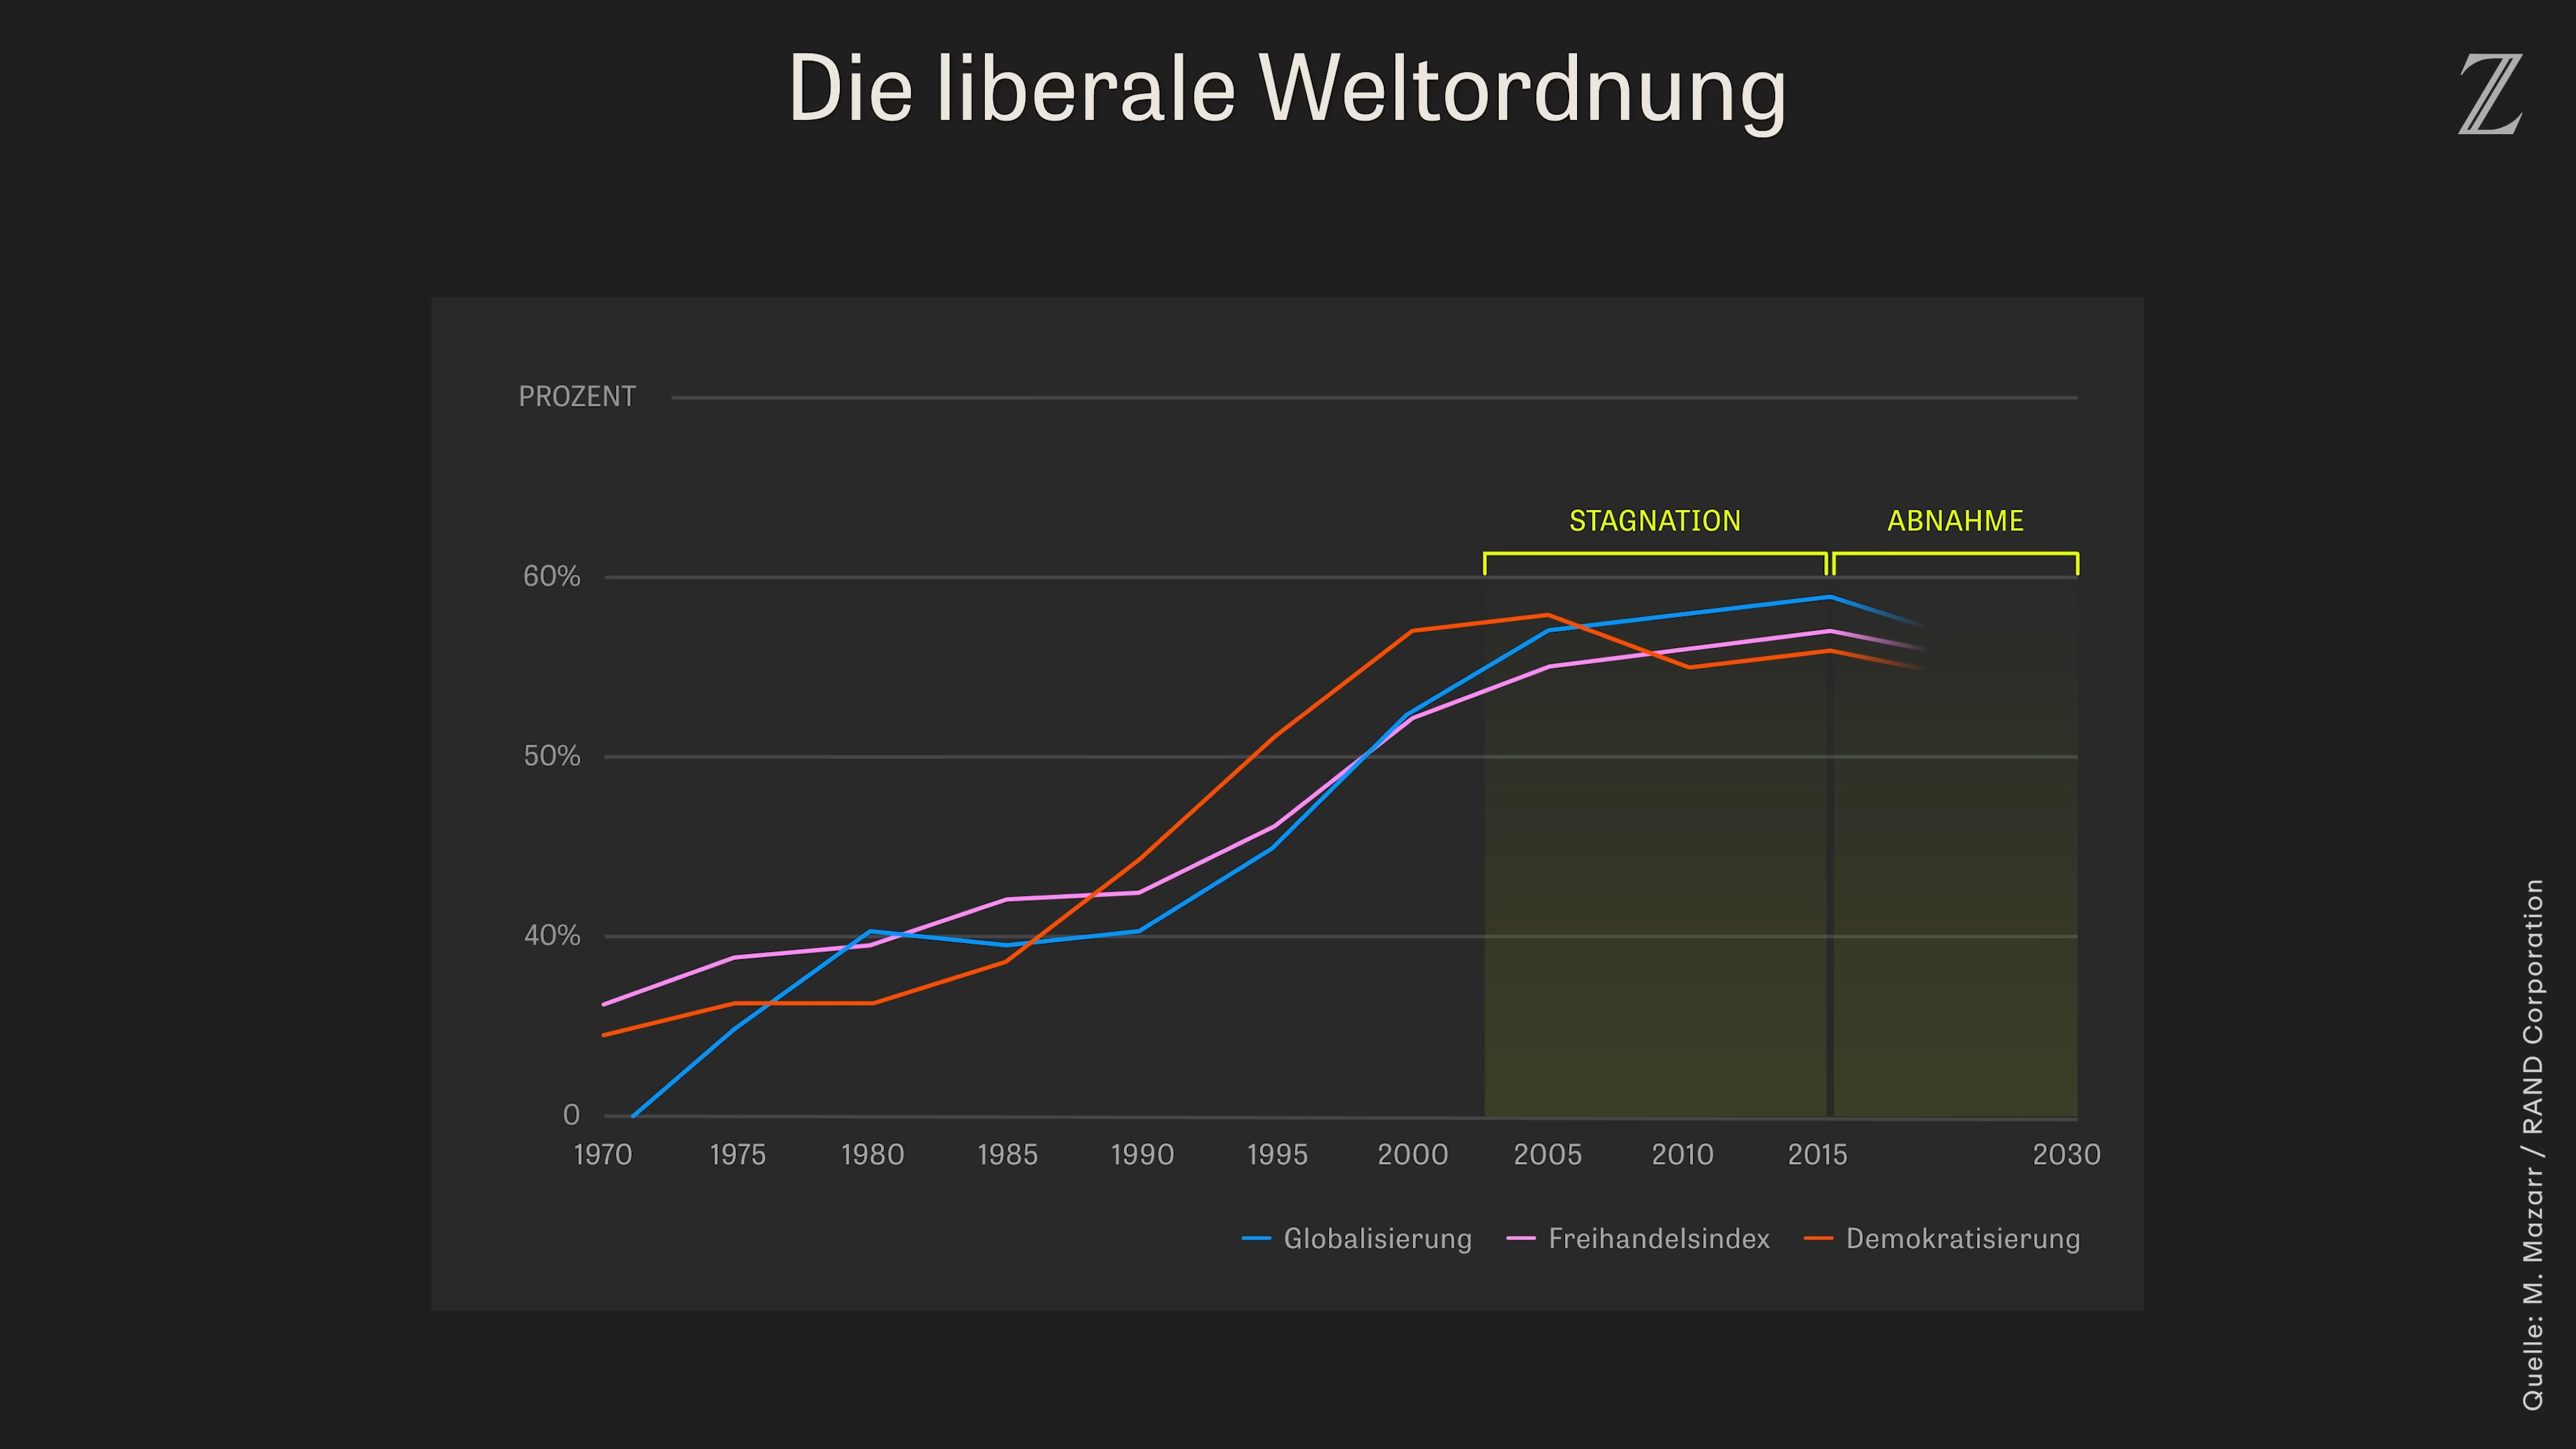 Die liberale Weltordnung
Z
PROZENT
STAGNATION ABNAHME
60%
50%
40%
0
1970 1975 1980 1985 1990 1995 2000 2005 2010 2015 2030
Globalisierung Freihandelsindex Demokratisierung
Quelle: M. Mazarr / RAND Corporation